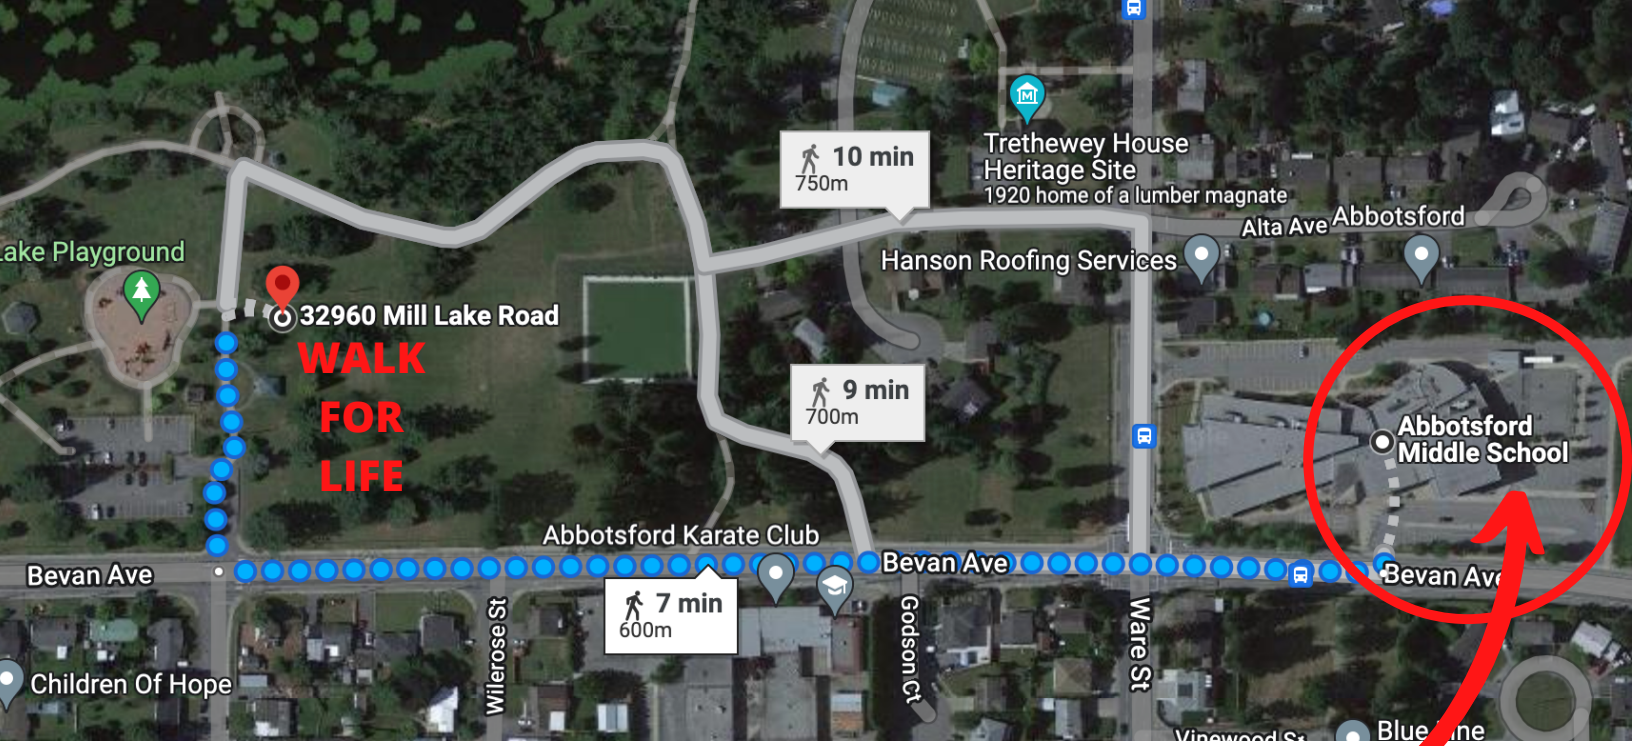 10 min
750m
Trethewey House
Heritage Site
1920 home of a lumber magnate
Alta Ave
Abbotsford
Lake Playground
Hanson Roofing Services
32960 Mill Lake Road
WALK
FOR
LIFE
9 min
700m
Abbotsford
Middle School
Abbotsford Karate Club
Bevan Ave
Bevan Ave
Bevan Ave
7 min
600m
Wilerose St
Godson Ct
Ware St
Children Of Hope
Vinewood St